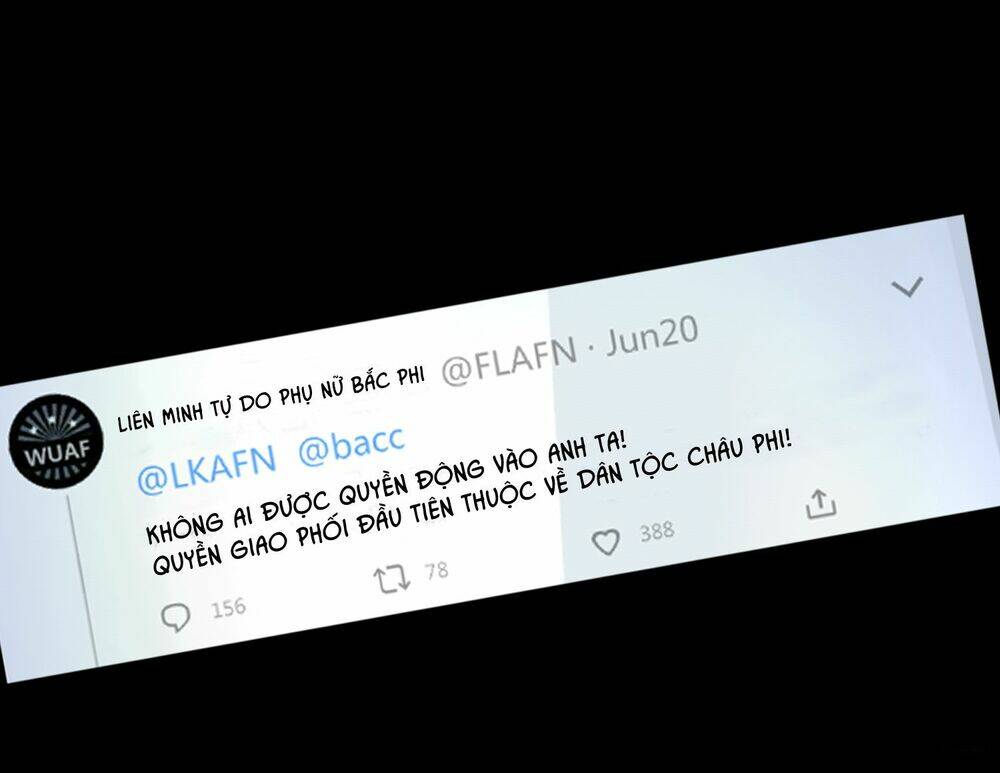 WUAF
LIÊN MINH TỰ DO PHỤ NỮ BẮC PHI @FLAFN · Jun20
@LKAFN @bacc
KHÔNG AI ĐƯỢC QUYỀN ĐỘNG VÀO ANH TA!
QUYỀN GIAO PHỐI ĐẦU TIÊN THUỘC VỀ DÂN TỘC CHÂU PHI!
156 78 388